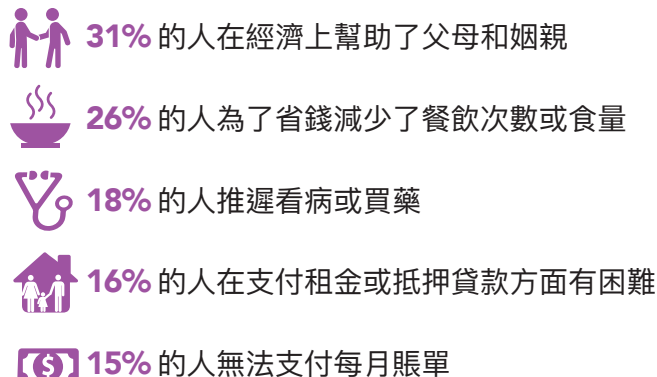 31% 的人在經濟上幫助了父母和姻親
26% 的人為了省錢減少了餐飲次數或食量
18% 的人推遲看病或買藥
16% 的人在支付租金或抵押貸款方面有困難
$ 15% 的人無法支付每月賬單